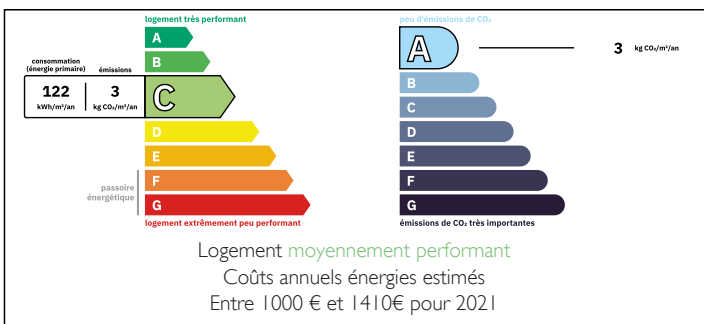 logement très performant
A
B
consommation
(énergie primaire)
émissions
122
kWh/m²/an
3
kg CO₂/m²/an
C
D
E
F
G
passoire
énergétique
logement extrêmement peu performant
peu d'émissions de CO₂
A
3 kg CO₂/m²/an
B
C
D
E
F
G
émissions de CO₂ très importantes
Logement moyennement performant
Coûts annuels énergies estimés
Entre 1000 € et 1410€ pour 2021